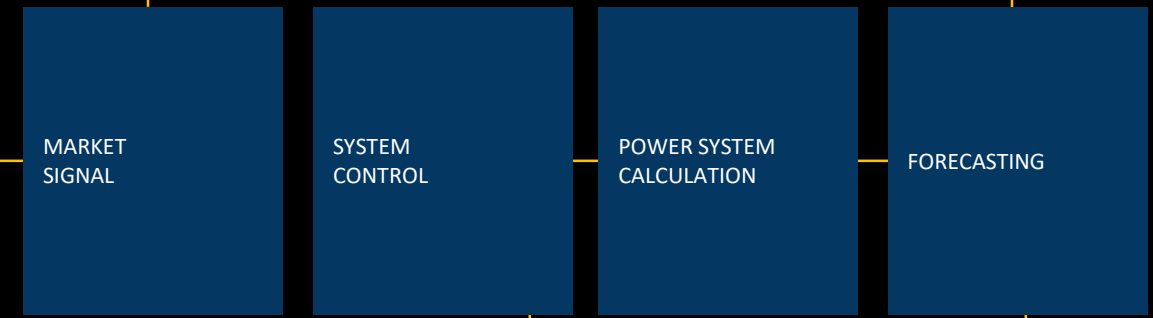 MARKET
SIGNAL
SYSTEM
CONTROL
POWER SYSTEM
CALCULATION
FORECASTING